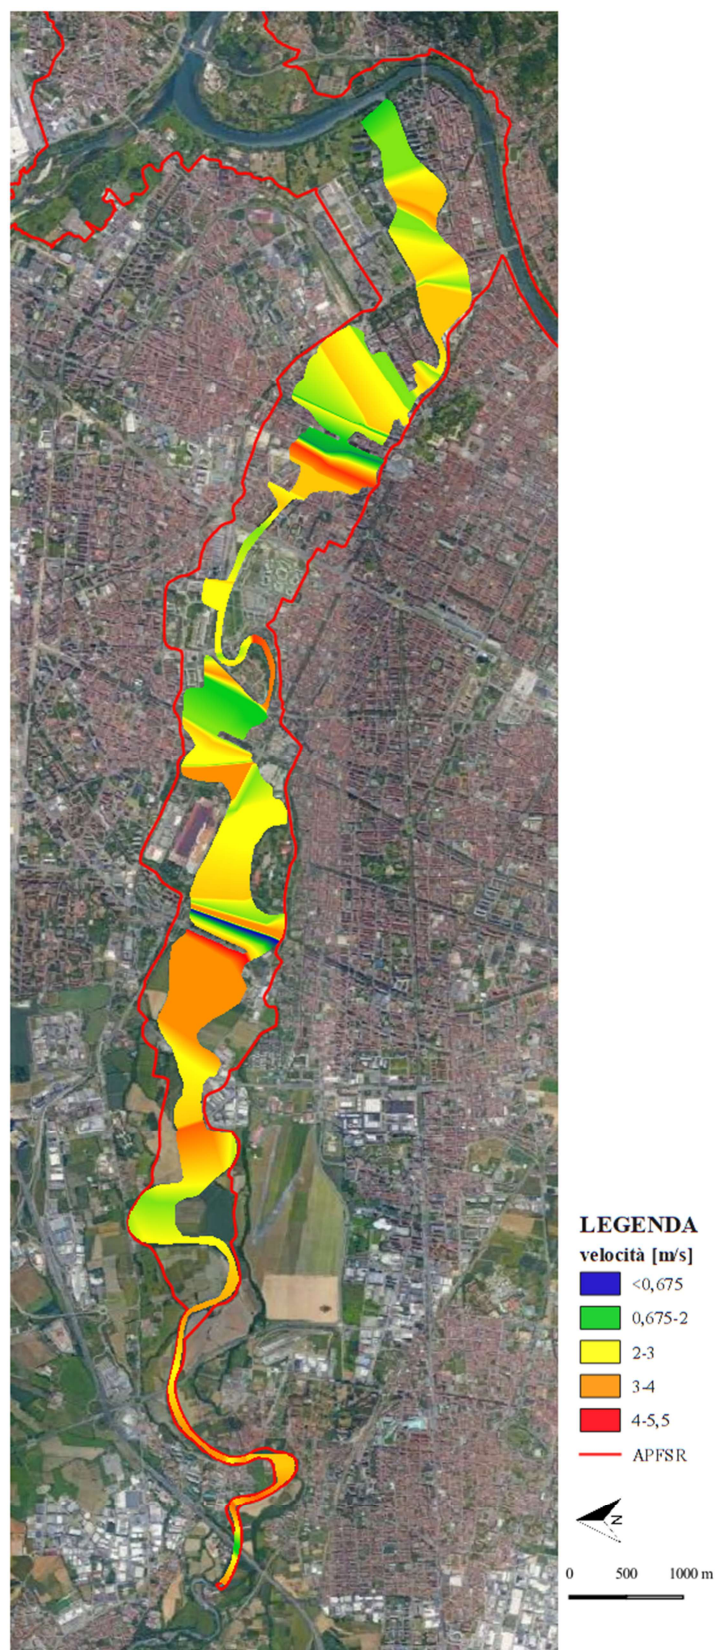 LEGENDA
velocità [m/s]
<0,675
0,675-2
2-3
3-4
4-5,5
APFSR
N
0 500 1000 m